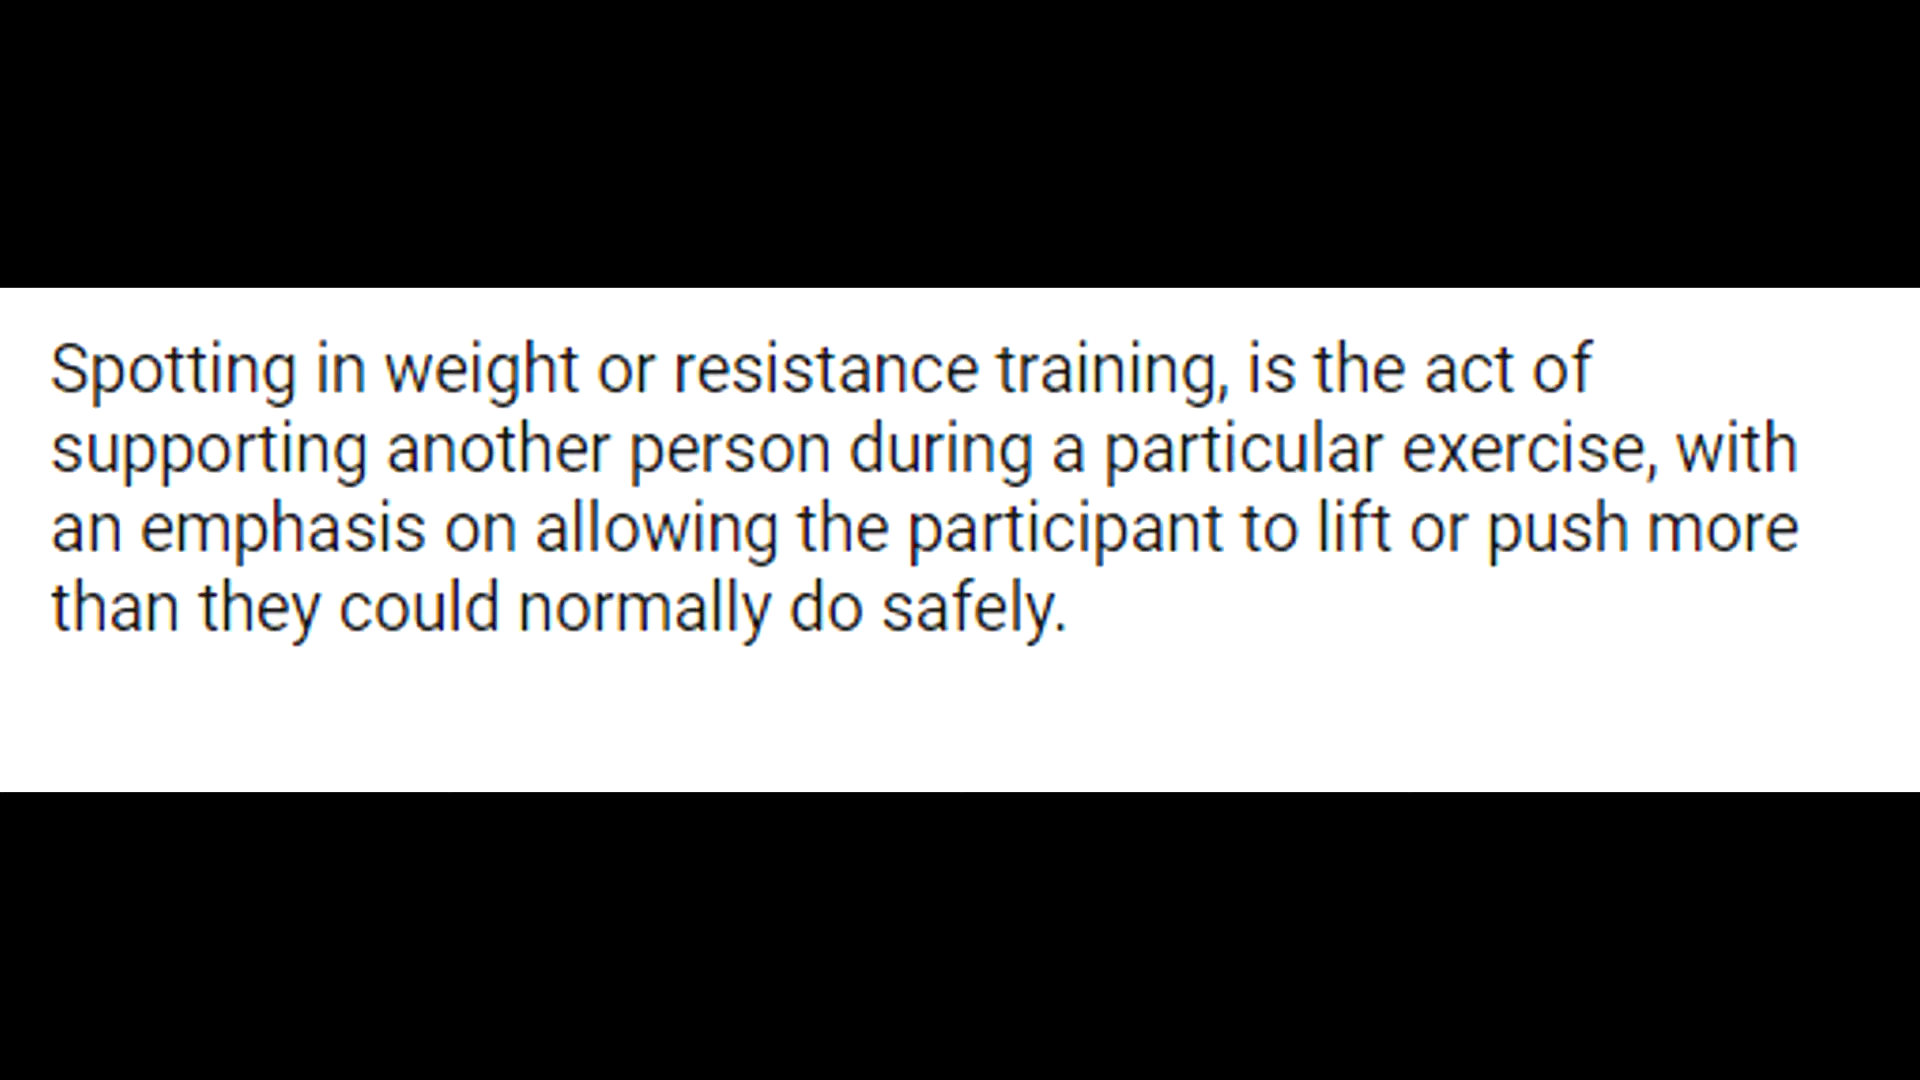 Spotting in weight or resistance training, is the act of
supporting another person during a particular exercise, with
an emphasis on allowing the participant to lift or push more
than they could normally do safely.